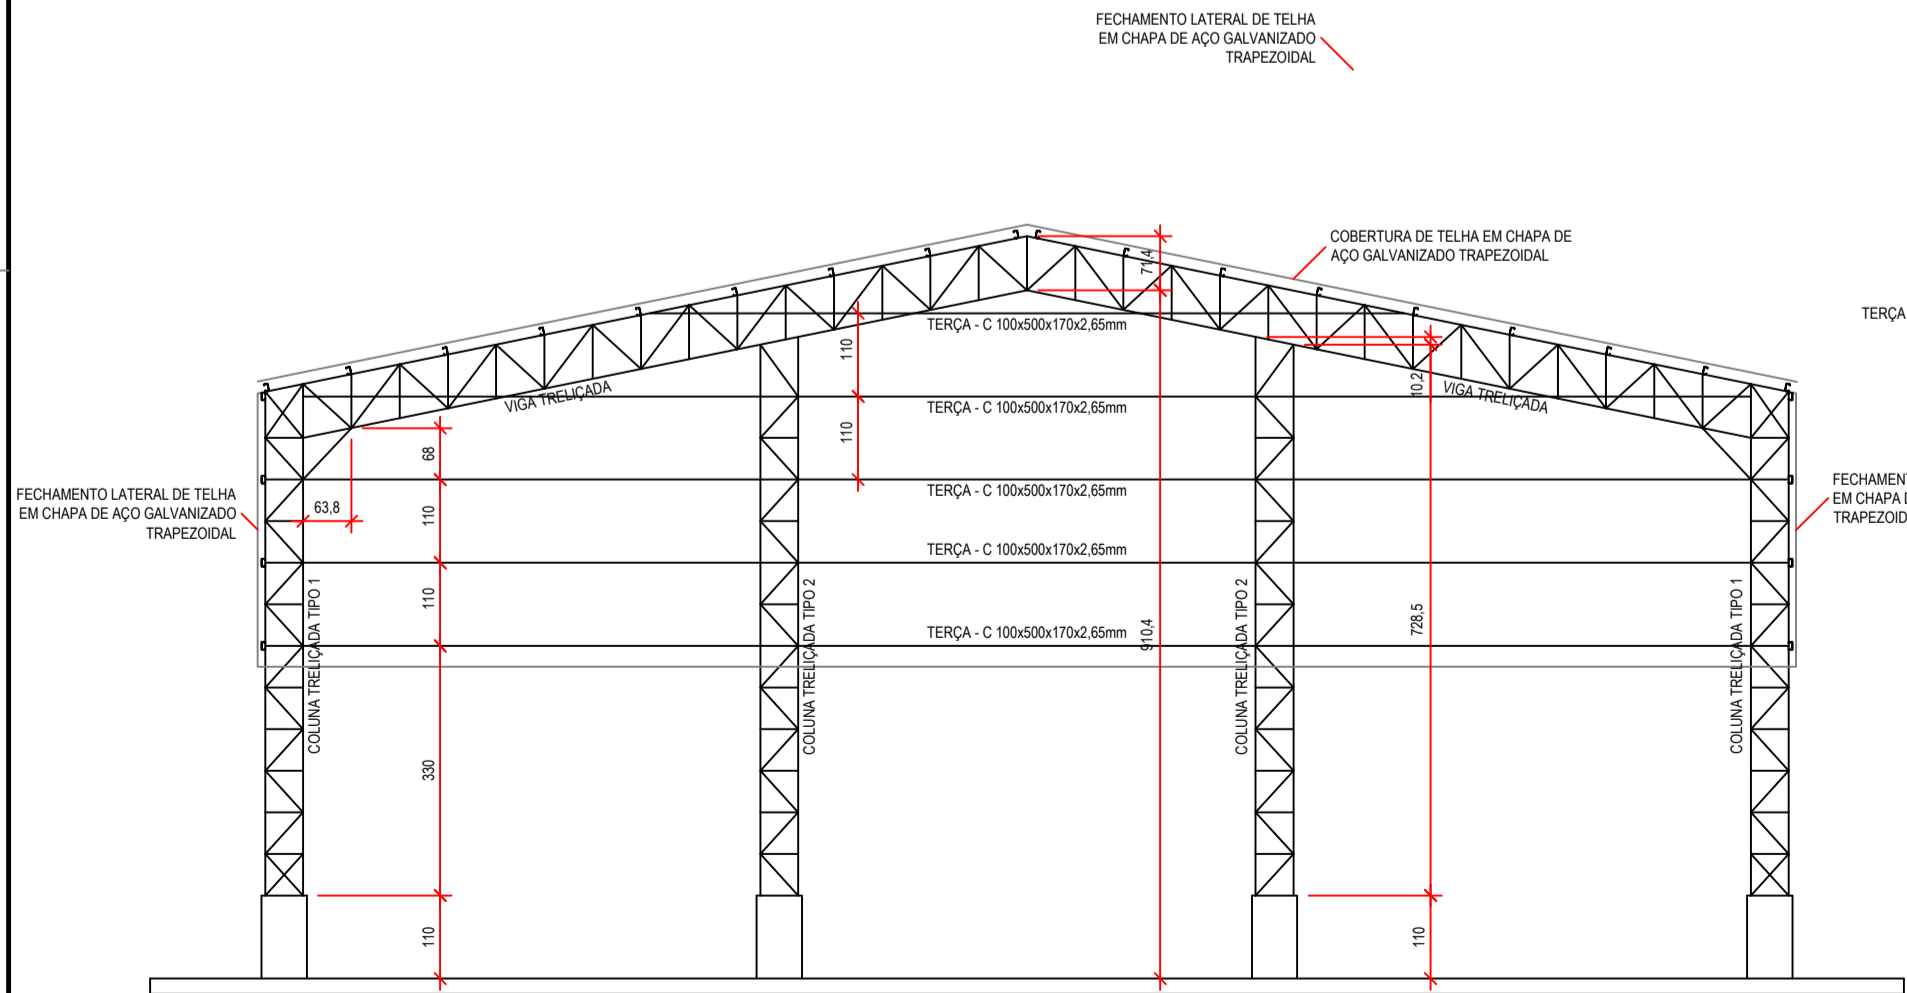 FECHAMENTO LATERAL DE TELHA
EM CHAPA DE AÇO GALVANIZADO
TRAPEZOIDAL
COBERTURA DE TELHA EM CHAPA DE
AÇO GALVANIZADO TRAPEZOIDAL
71,4
TERÇA
TERÇA - C 100x500x170x2,65mm
110
10,2
VIGA TRELIÇADA
VIGA TRELIÇADA
TERÇA - C 100x500x170x2,65mm
110
68
FECHAMENTO LATERAL DE TELHA
EM CHAPA DE AÇO GALVANIZADO
TRAPEZOIDAL
63,8
TERÇA - C 100x500x170x2,65mm
FECHAMENT
EM CHAPA D
TRAPEZOID
110
TERÇA - C 100x500x170x2,65mm
110
COLUNA TRELIÇADA TIPO 1
COLUNA TRELIÇADA TIPO 2
TERÇA - C 100x500x170x2,65mm
910,4
COLUNA TRELIÇADA TIPO 2
728,5
COLUNA TRELIÇADA TIPO 1
330
110
110